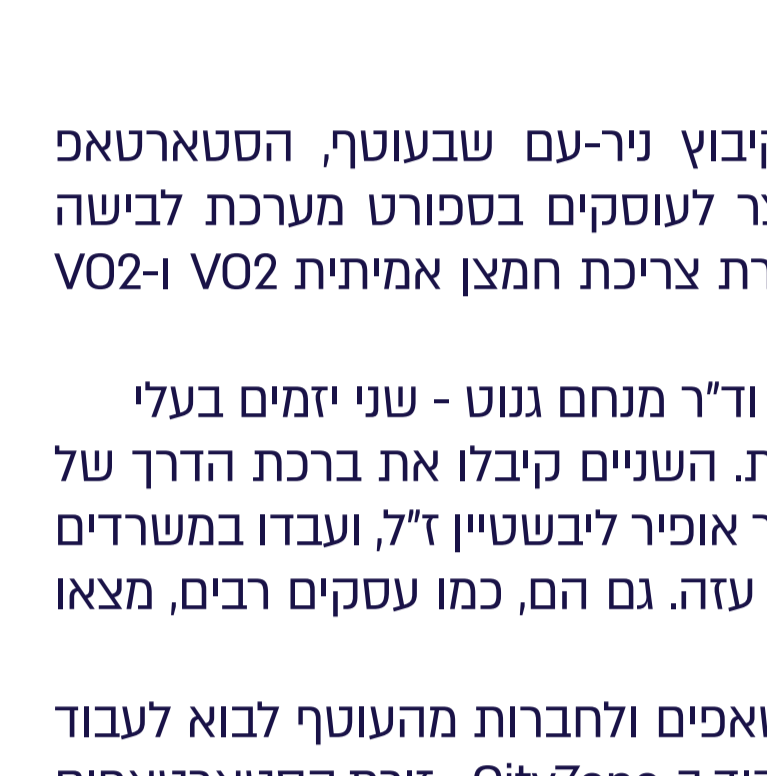 קיבוץ ניר-עם שבעוטף, הסטארטאפ
לעוסקים בספורט מערכת לבישה
צריכת חמצן אמיתית VO2 ו-VO2
וד"ר מנחם גנוט - שני יזמים בעלי
השניים קיבלו את ברכת הדרך של
אופיר ליבשטיין ז"ל, ועבדו במשרדים
עזה. גם הם, כמו עסקים רבים, מצאו
ולחברות מהעוטף לבוא לעבוד
CityZone